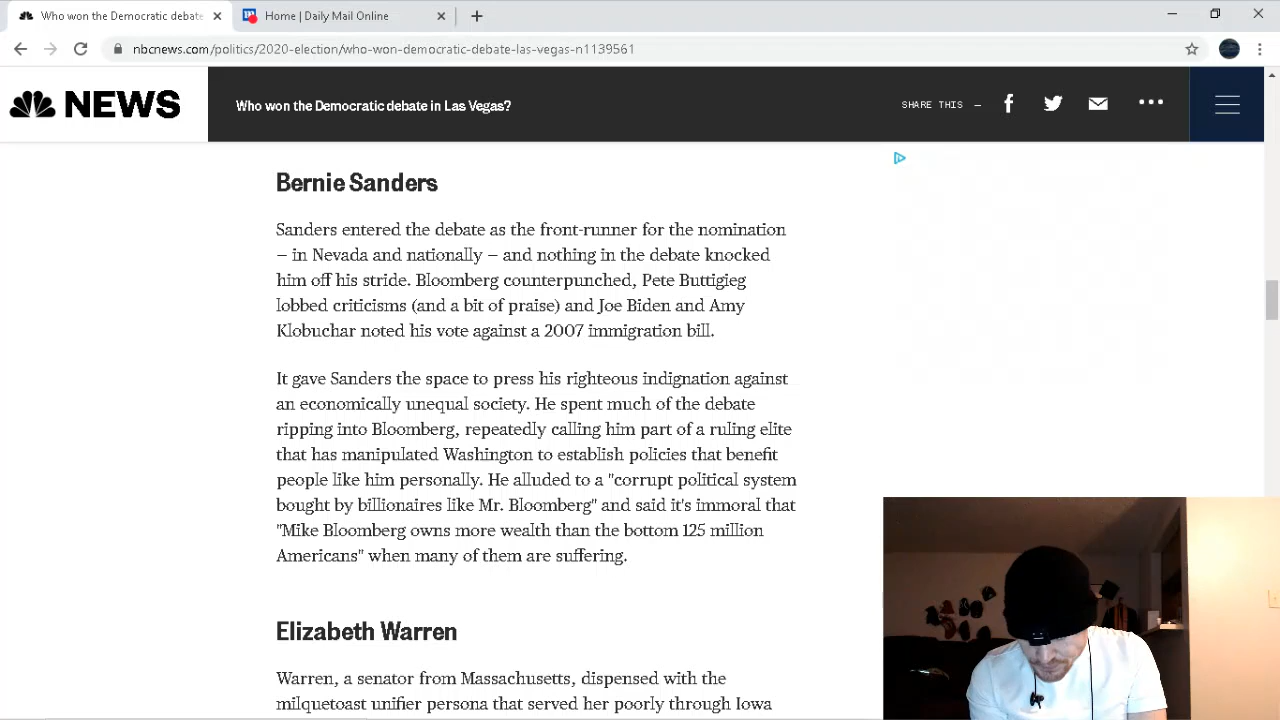 Who won the Democratic debate
Home | Daily Mail Online
nbcnews.com/politics/2020-election/who-won-democratic-debate-las-vegas-n1139561
NEWS
Who won the Democratic debate in Las Vegas?
SHARE THIS —
Bernie Sanders
Sanders entered the debate as the front-runner for the nomination
— in Nevada and nationally — and nothing in the debate knocked
him off his stride. Bloomberg counterpunched, Pete Buttigieg
lobbed criticisms (and a bit of praise) and Joe Biden and Amy
Klobuchar noted his vote against a 2007 immigration bill.
It gave Sanders the space to press his righteous indignation against
an economically unequal society. He spent much of the debate
ripping into Bloomberg, repeatedly calling him part of a ruling elite
that has manipulated Washington to establish policies that benefit
people like him personally. He alluded to a "corrupt political system
bought by billionaires like Mr. Bloomberg" and said it's immoral that
"Mike Bloomberg owns more wealth than the bottom 125 million
Americans" when many of them are suffering.
Elizabeth Warren
Warren, a senator from Massachusetts, dispensed with the
milquetoast unifier persona that served her poorly through Iowa